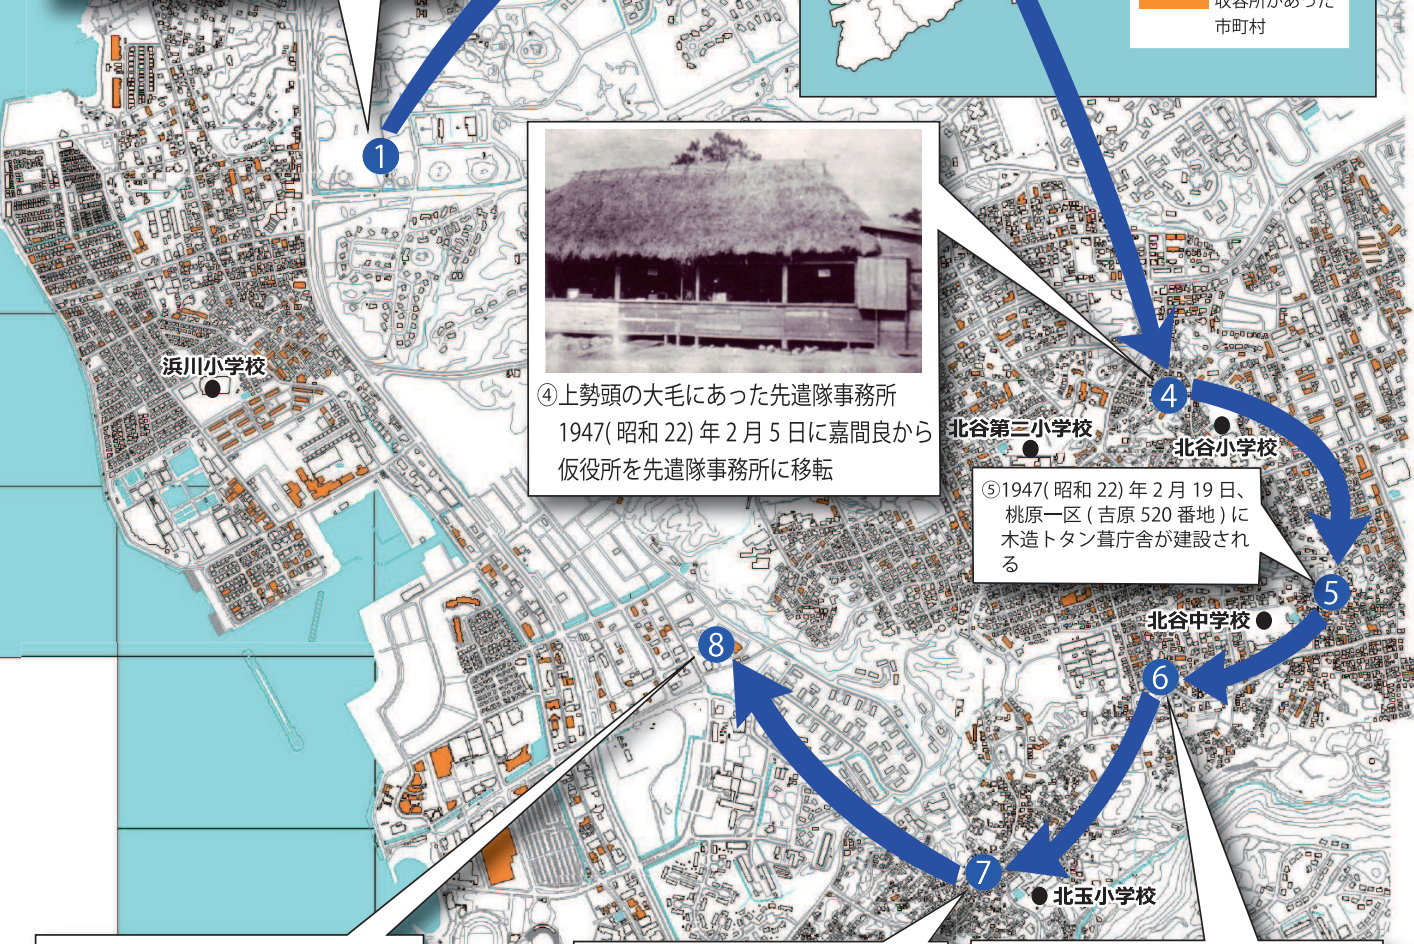 収容所があった
市町村
1
浜川小学校
④上勢頭の大毛にあった先遣隊事務所
1947(昭和 22)年 2 月 5 日に嘉間良から
仮役所を先遣隊事務所に移転
4
北谷第二小学校
北谷小学校
⑤1947(昭和 22)年 2 月 19 日、
桃原一区(吉原 520 番地)に
木造トタン葺庁舎が建設され
る
5
北谷中学校
8
6
7
北玉小学校